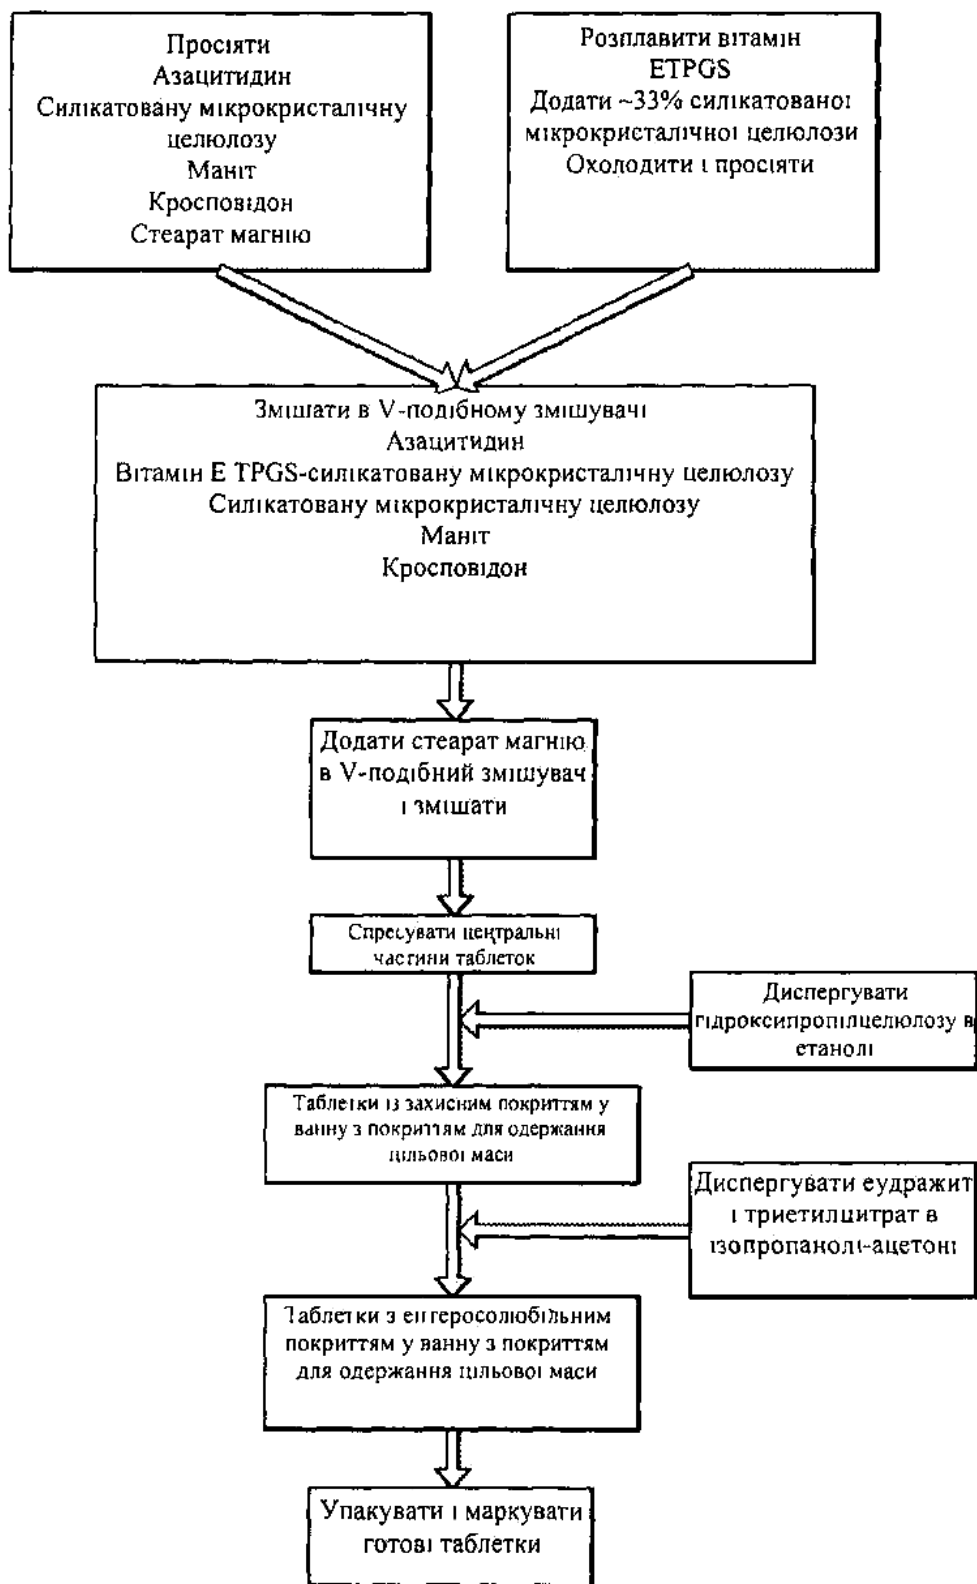 Просіяти
Азацитидин
Силікатовану мікрокристалічну
целюлозу
Маніт
Кросповідон
Стеарат магнію
Розплавити вітамін
ETPGS
Додати ~33% силікатованої
мікрокристалічної целюлози
Охолодити і просіяти
Змішати в V-подібному змішувачі
Азацитидин
Вітамін Е TPGS-силікатовану мікрокристалічну целюлозу
Силікатовану мікрокристалічну целюлозу
Маніт
Кросповідон
Додати стеарат магнію
в V-подібний змішувач
і змішати
Спресувати центральні
частини таблеток
Диспергувати
гідроксипропілцелюлозу в
етанолі
Таблетки із захисним покриттям у
ванну з покриттям для одержання
цільової маси
Диспергувати еудражит
і триетилцитрат в
ізопропанолі-ацетоні
Таблетки з ентеросолюбільним
покриттям у ванну з покриттям
для одержання цільової маси
Упакувати і маркувати
готові таблетки